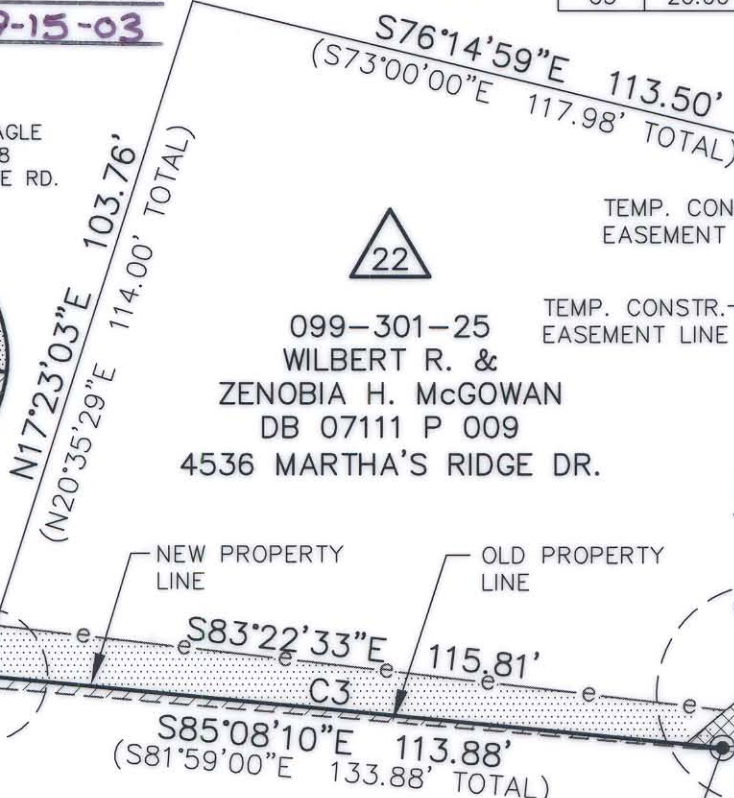 9-15-03
20.00
S76°14'59"E 113.50'
(S73°00'00"E 117.98' TOTAL)
AGLE
8
E RD.
N17°23'03"E 103.76'
(N20°35'29"E 114.00' TOTAL)
TEMP. CON
EASEMENT
22
TEMP. CONSTR.
EASEMENT LINE
099-301-25
WILBERT R. &
ZENOBIA H. McGOWAN
DB 07111 P 009
4536 MARTHA'S RIDGE DR.
NEW PROPERTY
LINE
OLD PROPERTY
LINE
e e e e e e e
S83°22'33"E 115.81'
C3
S85°08'10"E 113.88'
(S81°59'00"E 133.88' TOTAL)